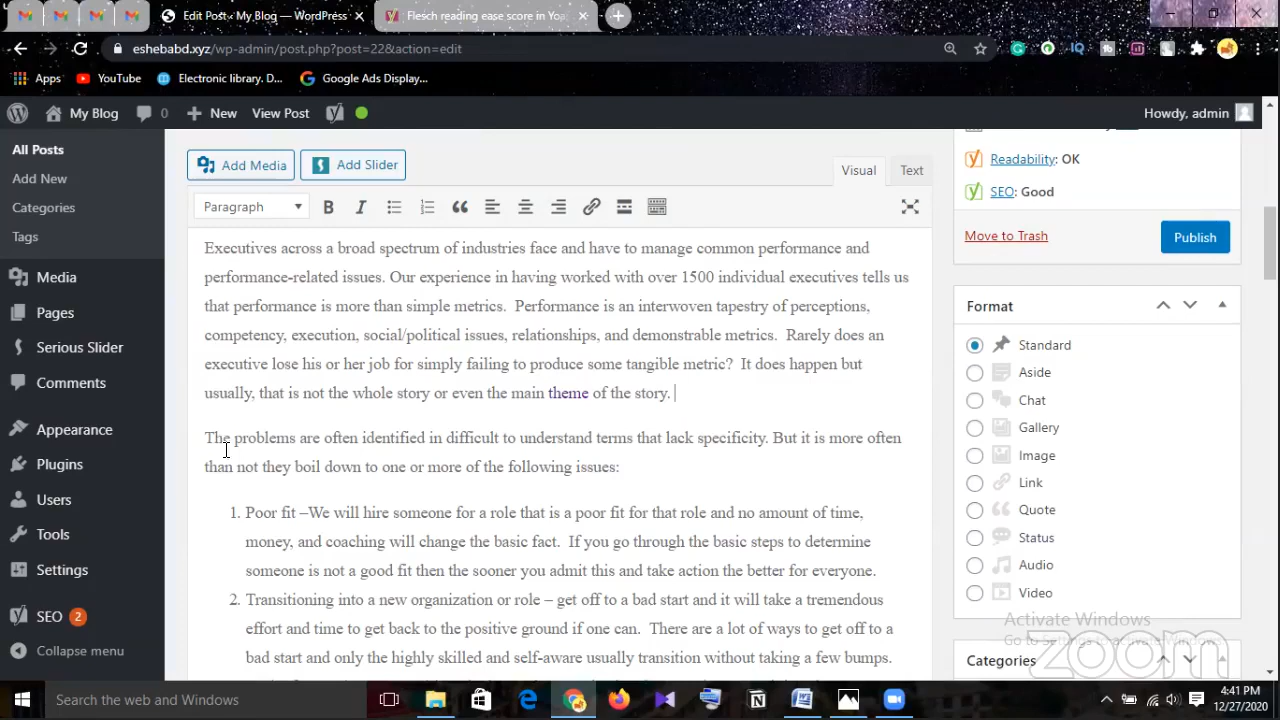 Edit Post ‹ My Blog — WordPress
Flesch reading ease score in Yoa
eshebabd.xyz/wp-admin/post.php?post=22&action=edit
Apps
YouTube
Electronic library. D...
Google Ads Display...
My Blog
0
New
View Post
Howdy, admin
All Posts
Add New
Categories
Tags
Media
Pages
Serious Slider
Comments
Appearance
Plugins
Users
Tools
Settings
SEO 2
Collapse menu
Add Media
Add Slider
Visual
Text
Paragraph
Executives across a broad spectrum of industries face and have to manage common performance and
performance-related issues. Our experience in having worked with over 1500 individual executives tells us
that performance is more than simple metrics.  Performance is an interwoven tapestry of perceptions,
competency, execution, social/political issues, relationships, and demonstrable metrics.  Rarely does an
executive lose his or her job for simply failing to produce some tangible metric?  It does happen but
usually, that is not the whole story or even the main theme of the story.
The problems are often identified in difficult to understand terms that lack specificity. But it is more often
than not they boil down to one or more of the following issues:
1. Poor fit –We will hire someone for a role that is a poor fit for that role and no amount of time,
money, and coaching will change the basic fact.  If you go through the basic steps to determine
someone is not a good fit then the sooner you admit this and take action the better for everyone.
2. Transitioning into a new organization or role – get off to a bad start and it will take a tremendous
effort and time to get back to the positive ground if one can.  There are a lot of ways to get off to a
bad start and only the highly skilled and self-aware usually transition without taking a few bumps.
Readability: OK
SEO: Good
Move to Trash
Publish
Format
Standard
Aside
Chat
Gallery
Image
Link
Quote
Status
Audio
Video
Activate Windows
Categories
zoom
Search the web and Windows
4:41 PM
12/27/2020